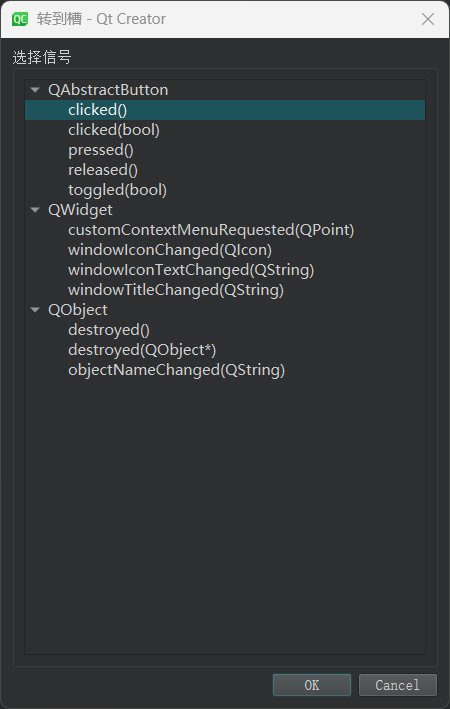 QC 转到槽 - Qt Creator
选择信号
QAbstractButton
clicked()
clicked(bool)
pressed()
released()
toggled(bool)
QWidget
customContextMenuRequested(QPoint)
windowIconChanged(QIcon)
windowIconTextChanged(QString)
windowTitleChanged(QString)
QObject
destroyed()
destroyed(QObject*)
objectNameChanged(QString)
OK Cancel